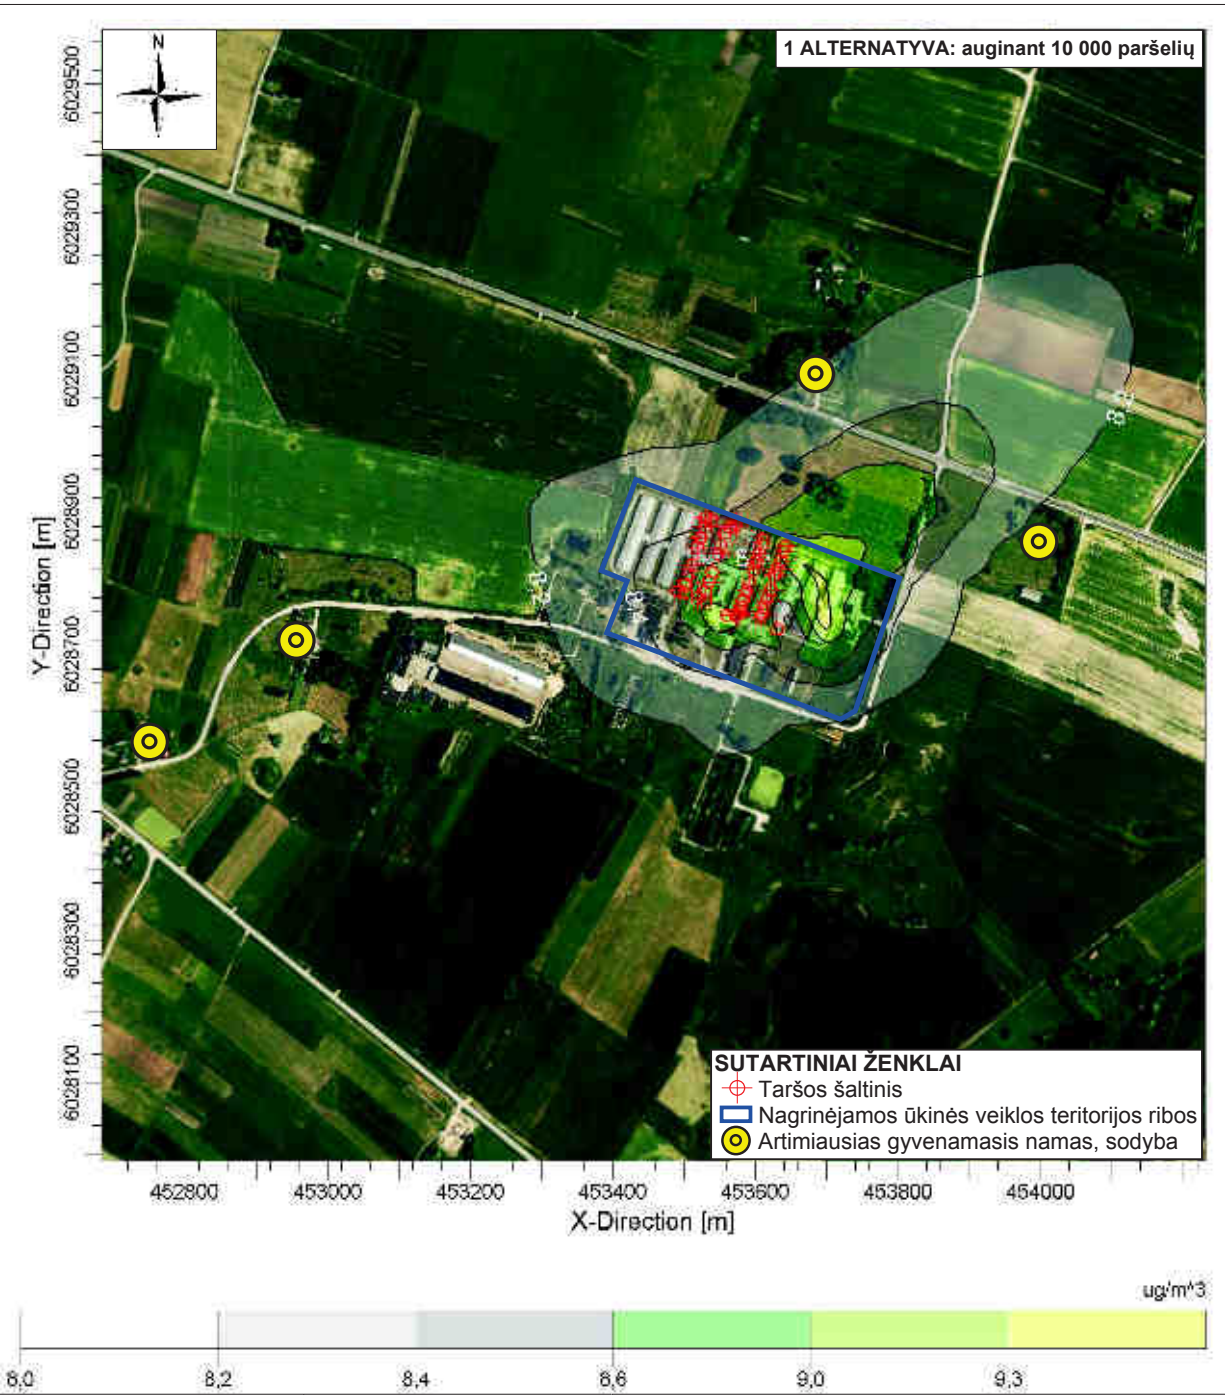 1 ALTERNATYVA: auginant 10 000 paršelių
N
6029500
6029300
6029100
6028900
6028700
6028500
6028300
6028100
Y-Direction [m]
8,2
SUTARTINIAI ŽENKLAI
Taršos šaltinis
Nagrinėjamos ūkinės veiklos teritorijos ribos
Artimiausias gyvenamasis namas, sodyba
452800 453000 453200 453400 453600 453800 454000
X-Direction [m]
ug/m^3
8,0 8,2 8,4 8,6 9,0 9,3